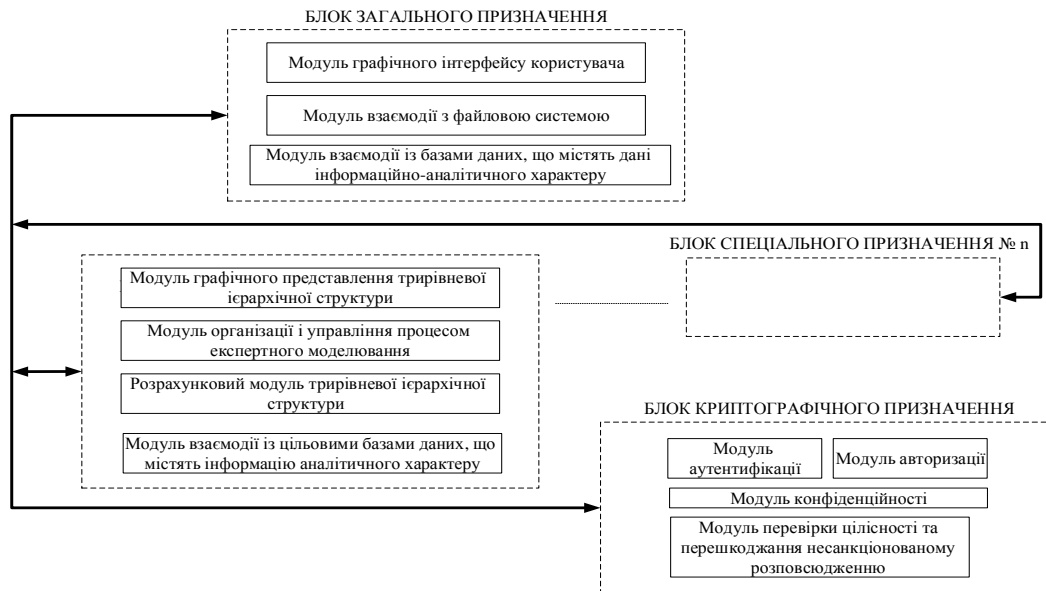 БЛОК ЗАГАЛЬНОГО ПРИЗНАЧЕННЯ
Модуль графічного інтерфейсу користувача
Модуль взаємодії з файловою системою
Модуль взаємодії із базами даних, що містять дані
інформаційно-аналітичного характеру
БЛОК СПЕЦІАЛЬНОГО ПРИЗНАЧЕННЯ № n
Модуль графічного представлення трирівневої
ієрархічної структури
Модуль організації і управління процесом
експертного моделювання
Розрахунковий модуль трирівневої ієрархічної
структури
Модуль взаємодії із цільовими базами даних, що
містять інформацію аналітичного характеру
БЛОК КРИПТОГРАФІЧНОГО ПРИЗНАЧЕННЯ
Модуль
аутентифікації
Модуль авторизації
Модуль конфіденційності
Модуль перевірки цілісності та
перешкоджання несанкціонованому
розповсюдженню